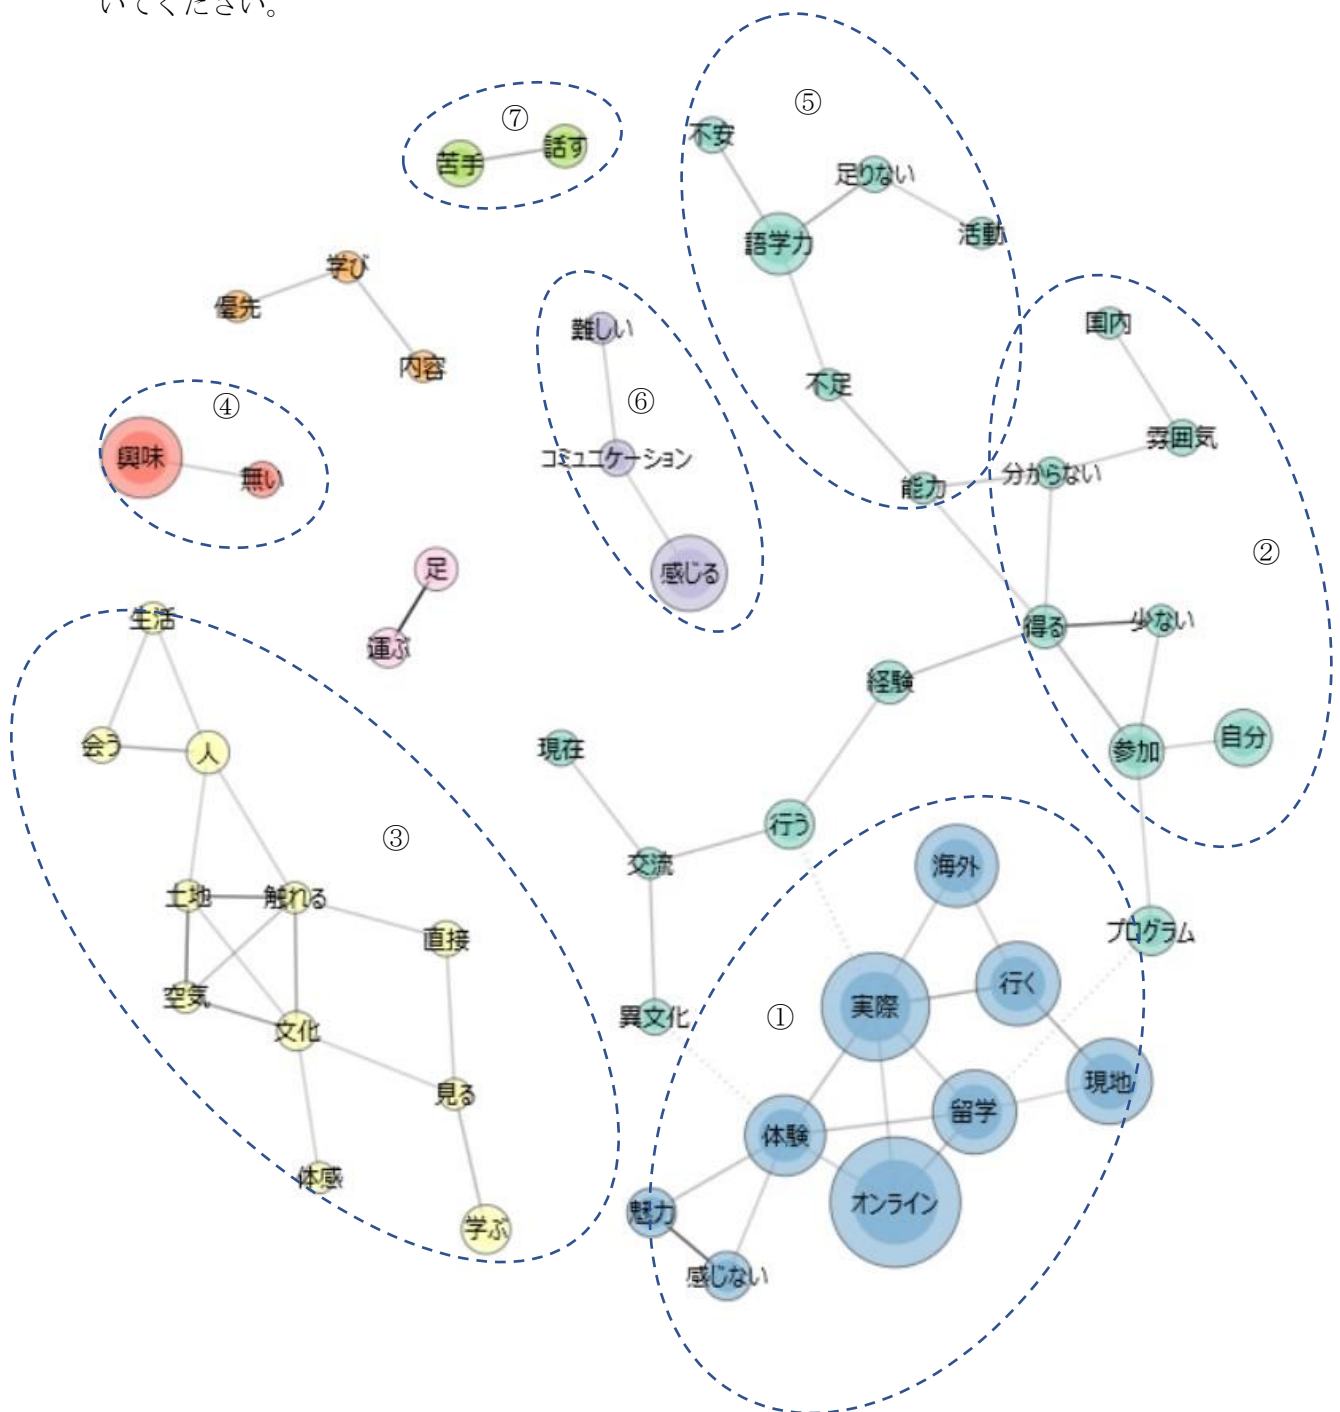 いてください。
⑤
⑦
不安
話す
苦手
足りない
活動
語学力
学び
優先
国内
難しい
内容
不足
④
⑥
雰囲気
興味
コミュニケーション
無い
分からない
能力
②
足
感じる
生活
少ない
得る
運ぶ
経験
自分
会う
人
現在
参加
行う
③
交流
海外
土地
触れる
直接
プログラム
空気
行く
実際
異文化
①
文化
現地
見る
留学
体験
体感
オンライン
魅力
学ぶ
感じない